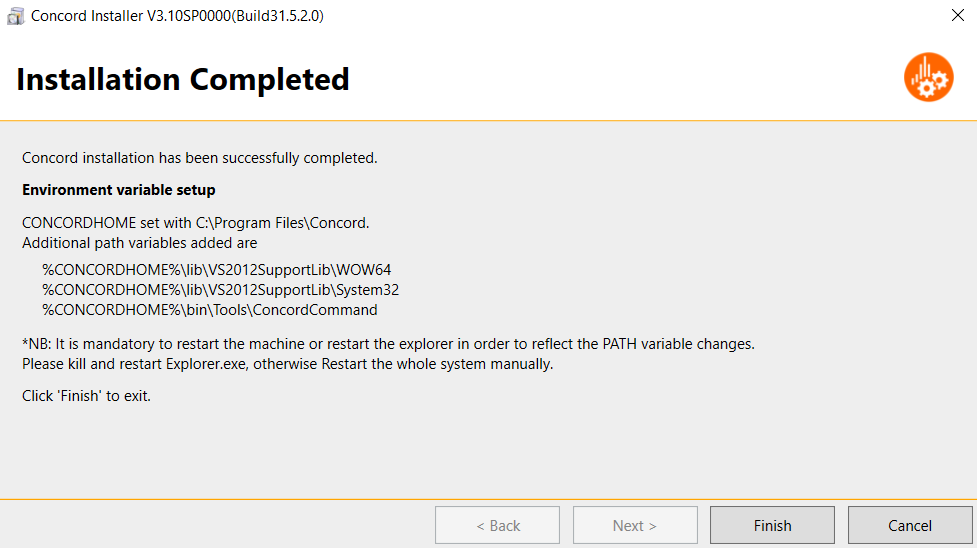 Concord Installer V3.10SP0000(Build31.5.2.0)
Installation Completed
Concord installation has been successfully completed.
Environment variable setup
CONCORDHOME set with C:\Program Files\Concord.
Additional path variables added are
%CONCORDHOME%\lib\VS2012SupportLib\WOW64
%CONCORDHOME%\lib\VS2012SupportLib\System32
%CONCORDHOME%\bin\Tools\ConcordCommand
*NB: It is mandatory to restart the machine or restart the explorer in order to reflect the PATH variable changes.
Please kill and restart Explorer.exe, otherwise Restart the whole system manually.
Click 'Finish' to exit.
< Back
Next >
Finish
Cancel